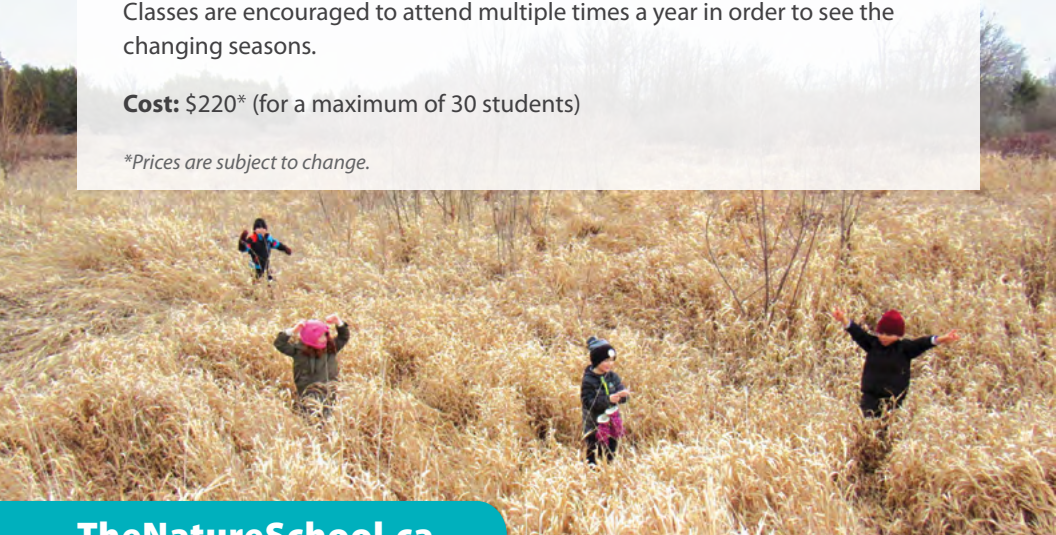 Classes are encouraged to attend multiple times a year in order to see the
changing seasons.
Cost: $220* (for a maximum of 30 students)
*Prices are subject to change.
TheNatureSchool.ca